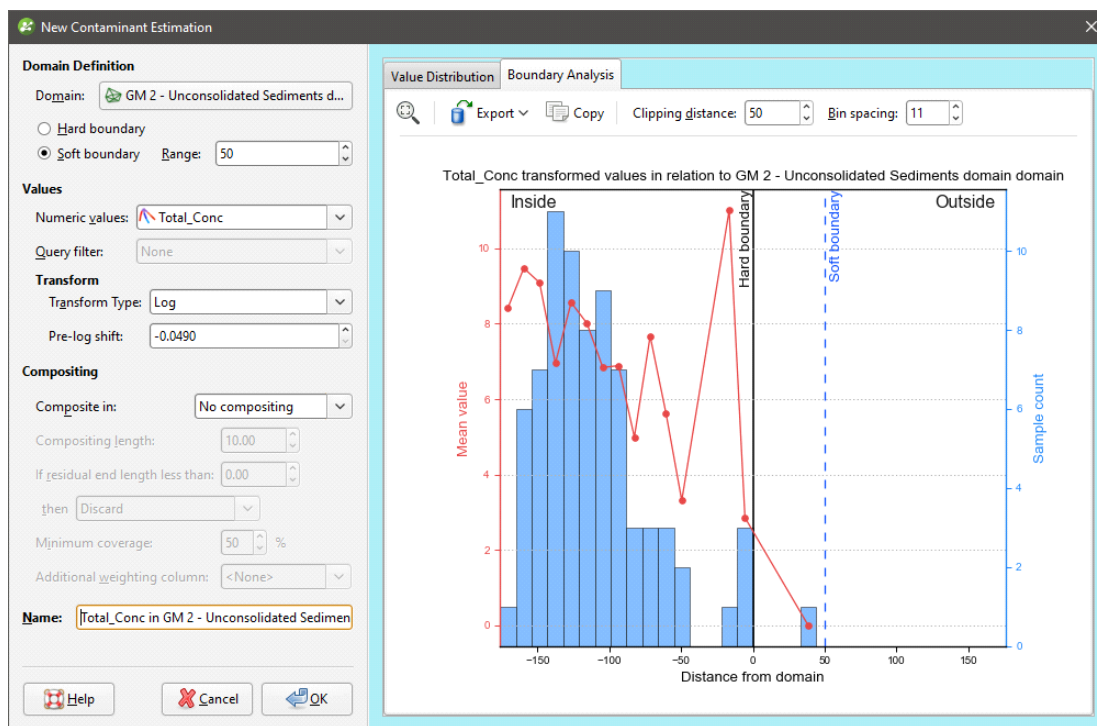 New Contaminant Estimation
Domain Definition
Domain: GM 2 - Unconsolidated Sediments d...
Hard boundary
Soft boundary Range: 50
Values
Numeric values: Total_Conc
Query filter: None
Transform
Transform Type: Log
Pre-log shift: -0.0490
Compositing
Composite in: No compositing
Compositing length: 10.00
If residual end length less than: 0.00
then Discard
Minimum coverage: 50 %
Additional weighting column: <None>
Name: Total_Conc in GM 2 - Unconsolidated Sedimen
Help Cancel OK
Value Distribution Boundary Analysis
Export Copy Clipping distance: 50 Bin spacing: 11
Total_Conc transformed values in relation to GM 2 - Unconsolidated Sediments domain domain
Inside Hard boundary Soft boundary Outside
Mean value
10
8
6
4
2
0
Sample count
10
8
6
4
2
0
−150 −100 −50 0 50 100 150
Distance from domain